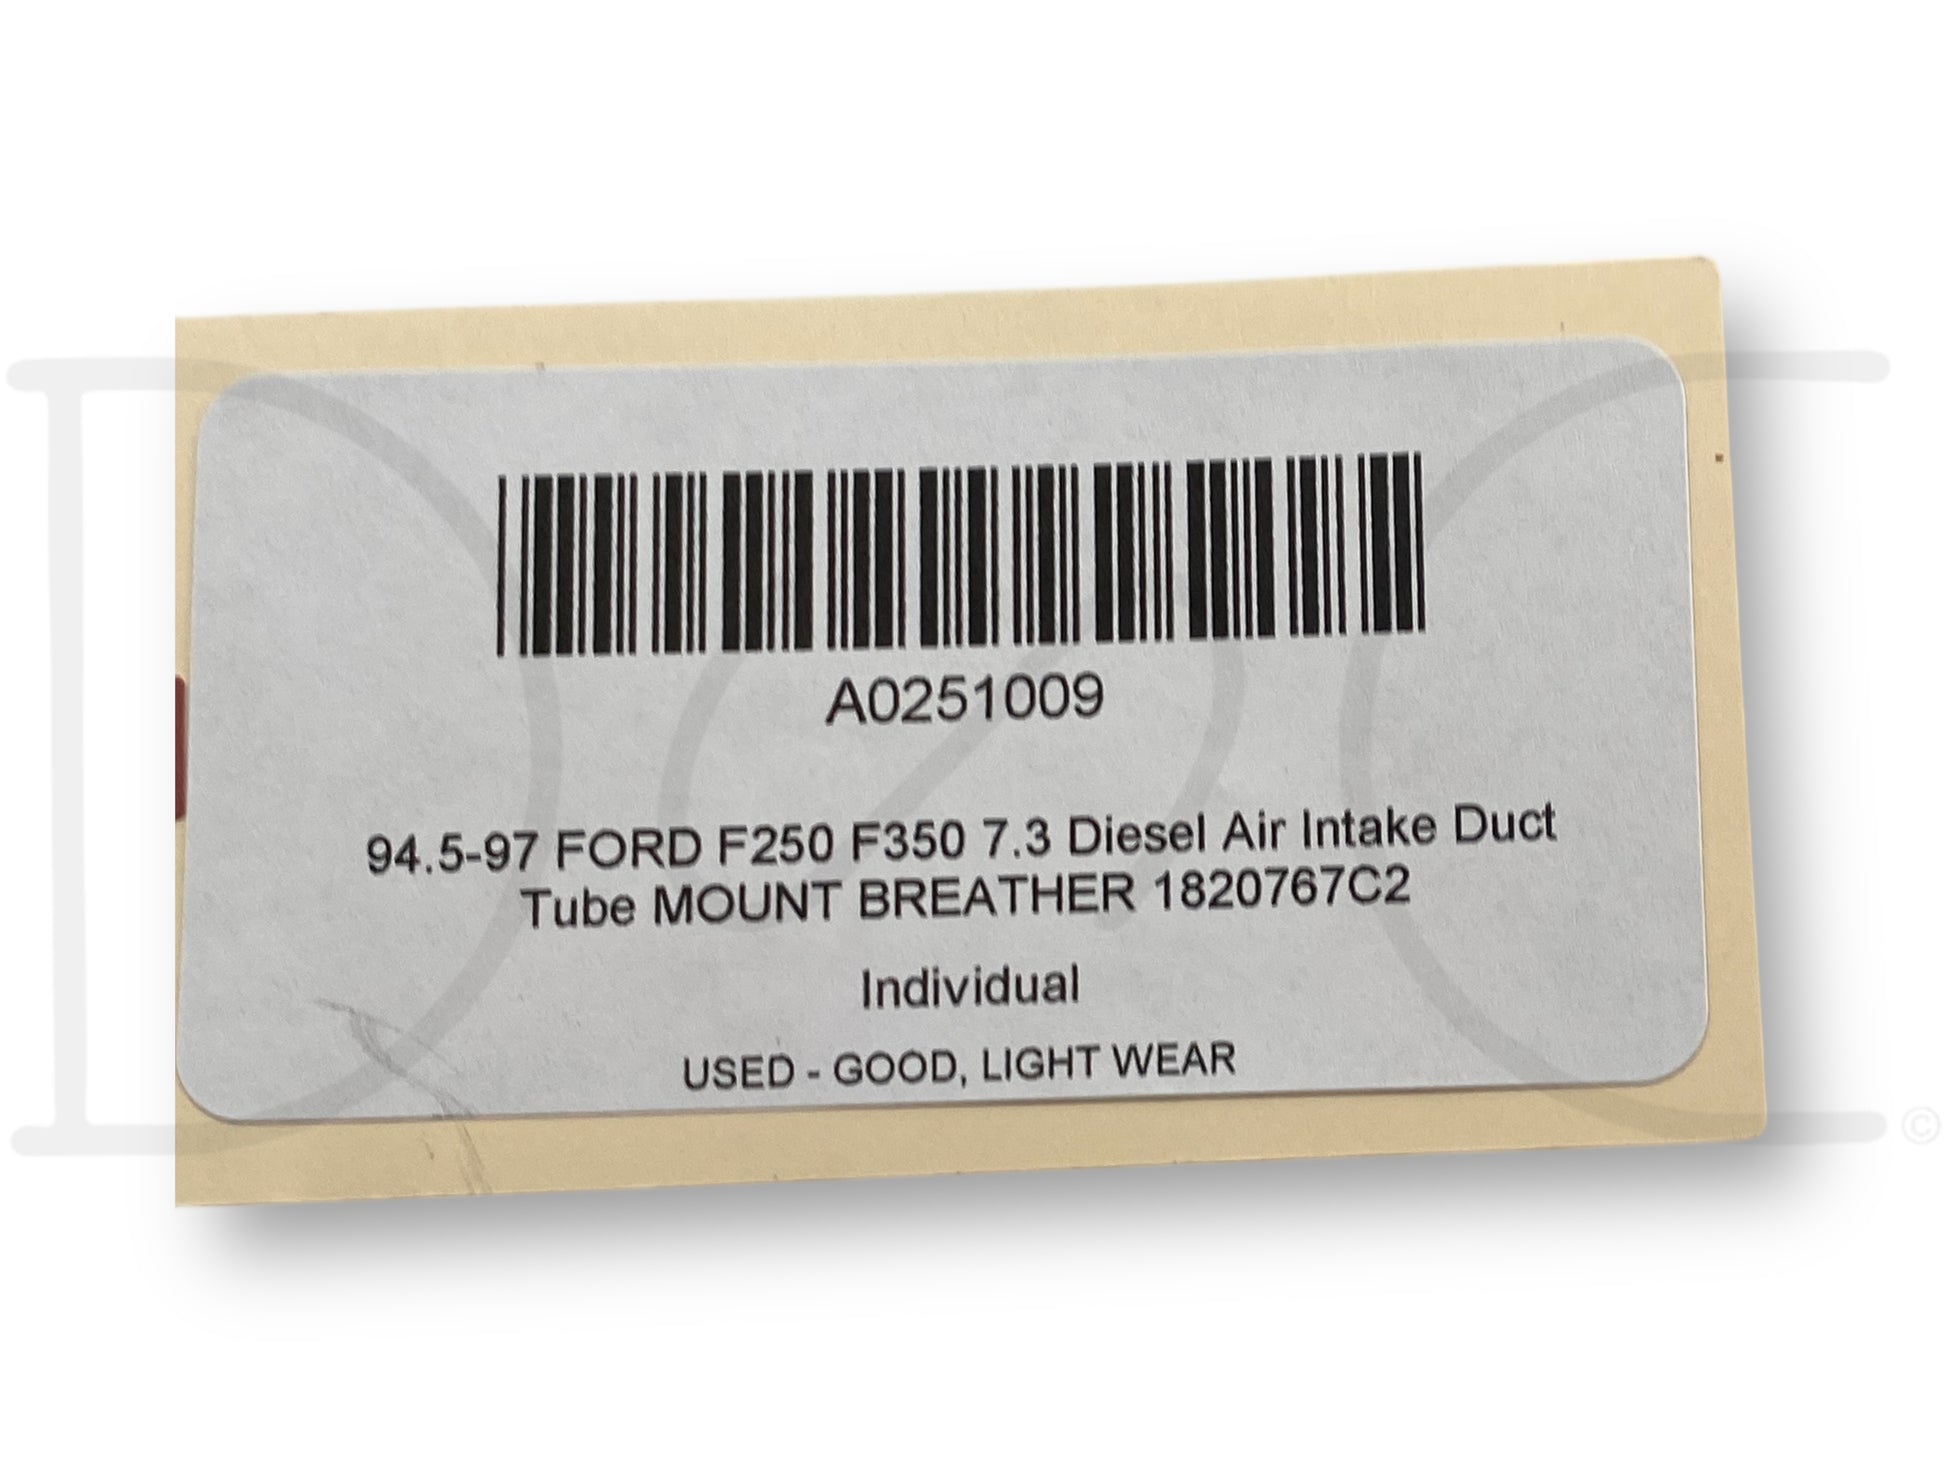 A0251009
94.5-97 FORD F250 F350 7.3 Diesel Air Intake Duct
Tube MOUNT BREATHER 1820767C2
Individual
USED - GOOD, LIGHT WEAR
©